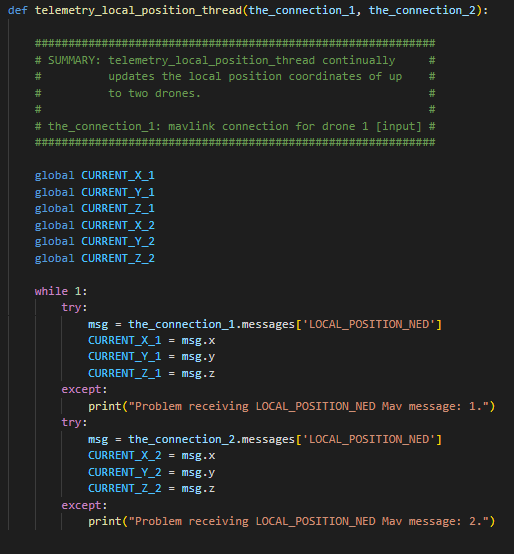 def telemetry_local_position_thread(the_connection_1, the_connection_2):
############################################################
# SUMMARY: telemetry_local_position_thread continually     #
#          updates the local position coordinates of up    #
#          to two drones.                                  #
#                                                          #
# the_connection_1: mavlink connection for drone 1 [input] #
############################################################
global CURRENT_X_1
global CURRENT_Y_1
global CURRENT_Z_1
global CURRENT_X_2
global CURRENT_Y_2
global CURRENT_Z_2
while 1:
try:
msg = the_connection_1.messages['LOCAL_POSITION_NED']
CURRENT_X_1 = msg.x
CURRENT_Y_1 = msg.y
CURRENT_Z_1 = msg.z
except:
print("Problem receiving LOCAL_POSITION_NED Mav message: 1.")
try:
msg = the_connection_2.messages['LOCAL_POSITION_NED']
CURRENT_X_2 = msg.x
CURRENT_Y_2 = msg.y
CURRENT_Z_2 = msg.z
except:
print("Problem receiving LOCAL_POSITION_NED Mav message: 2.")